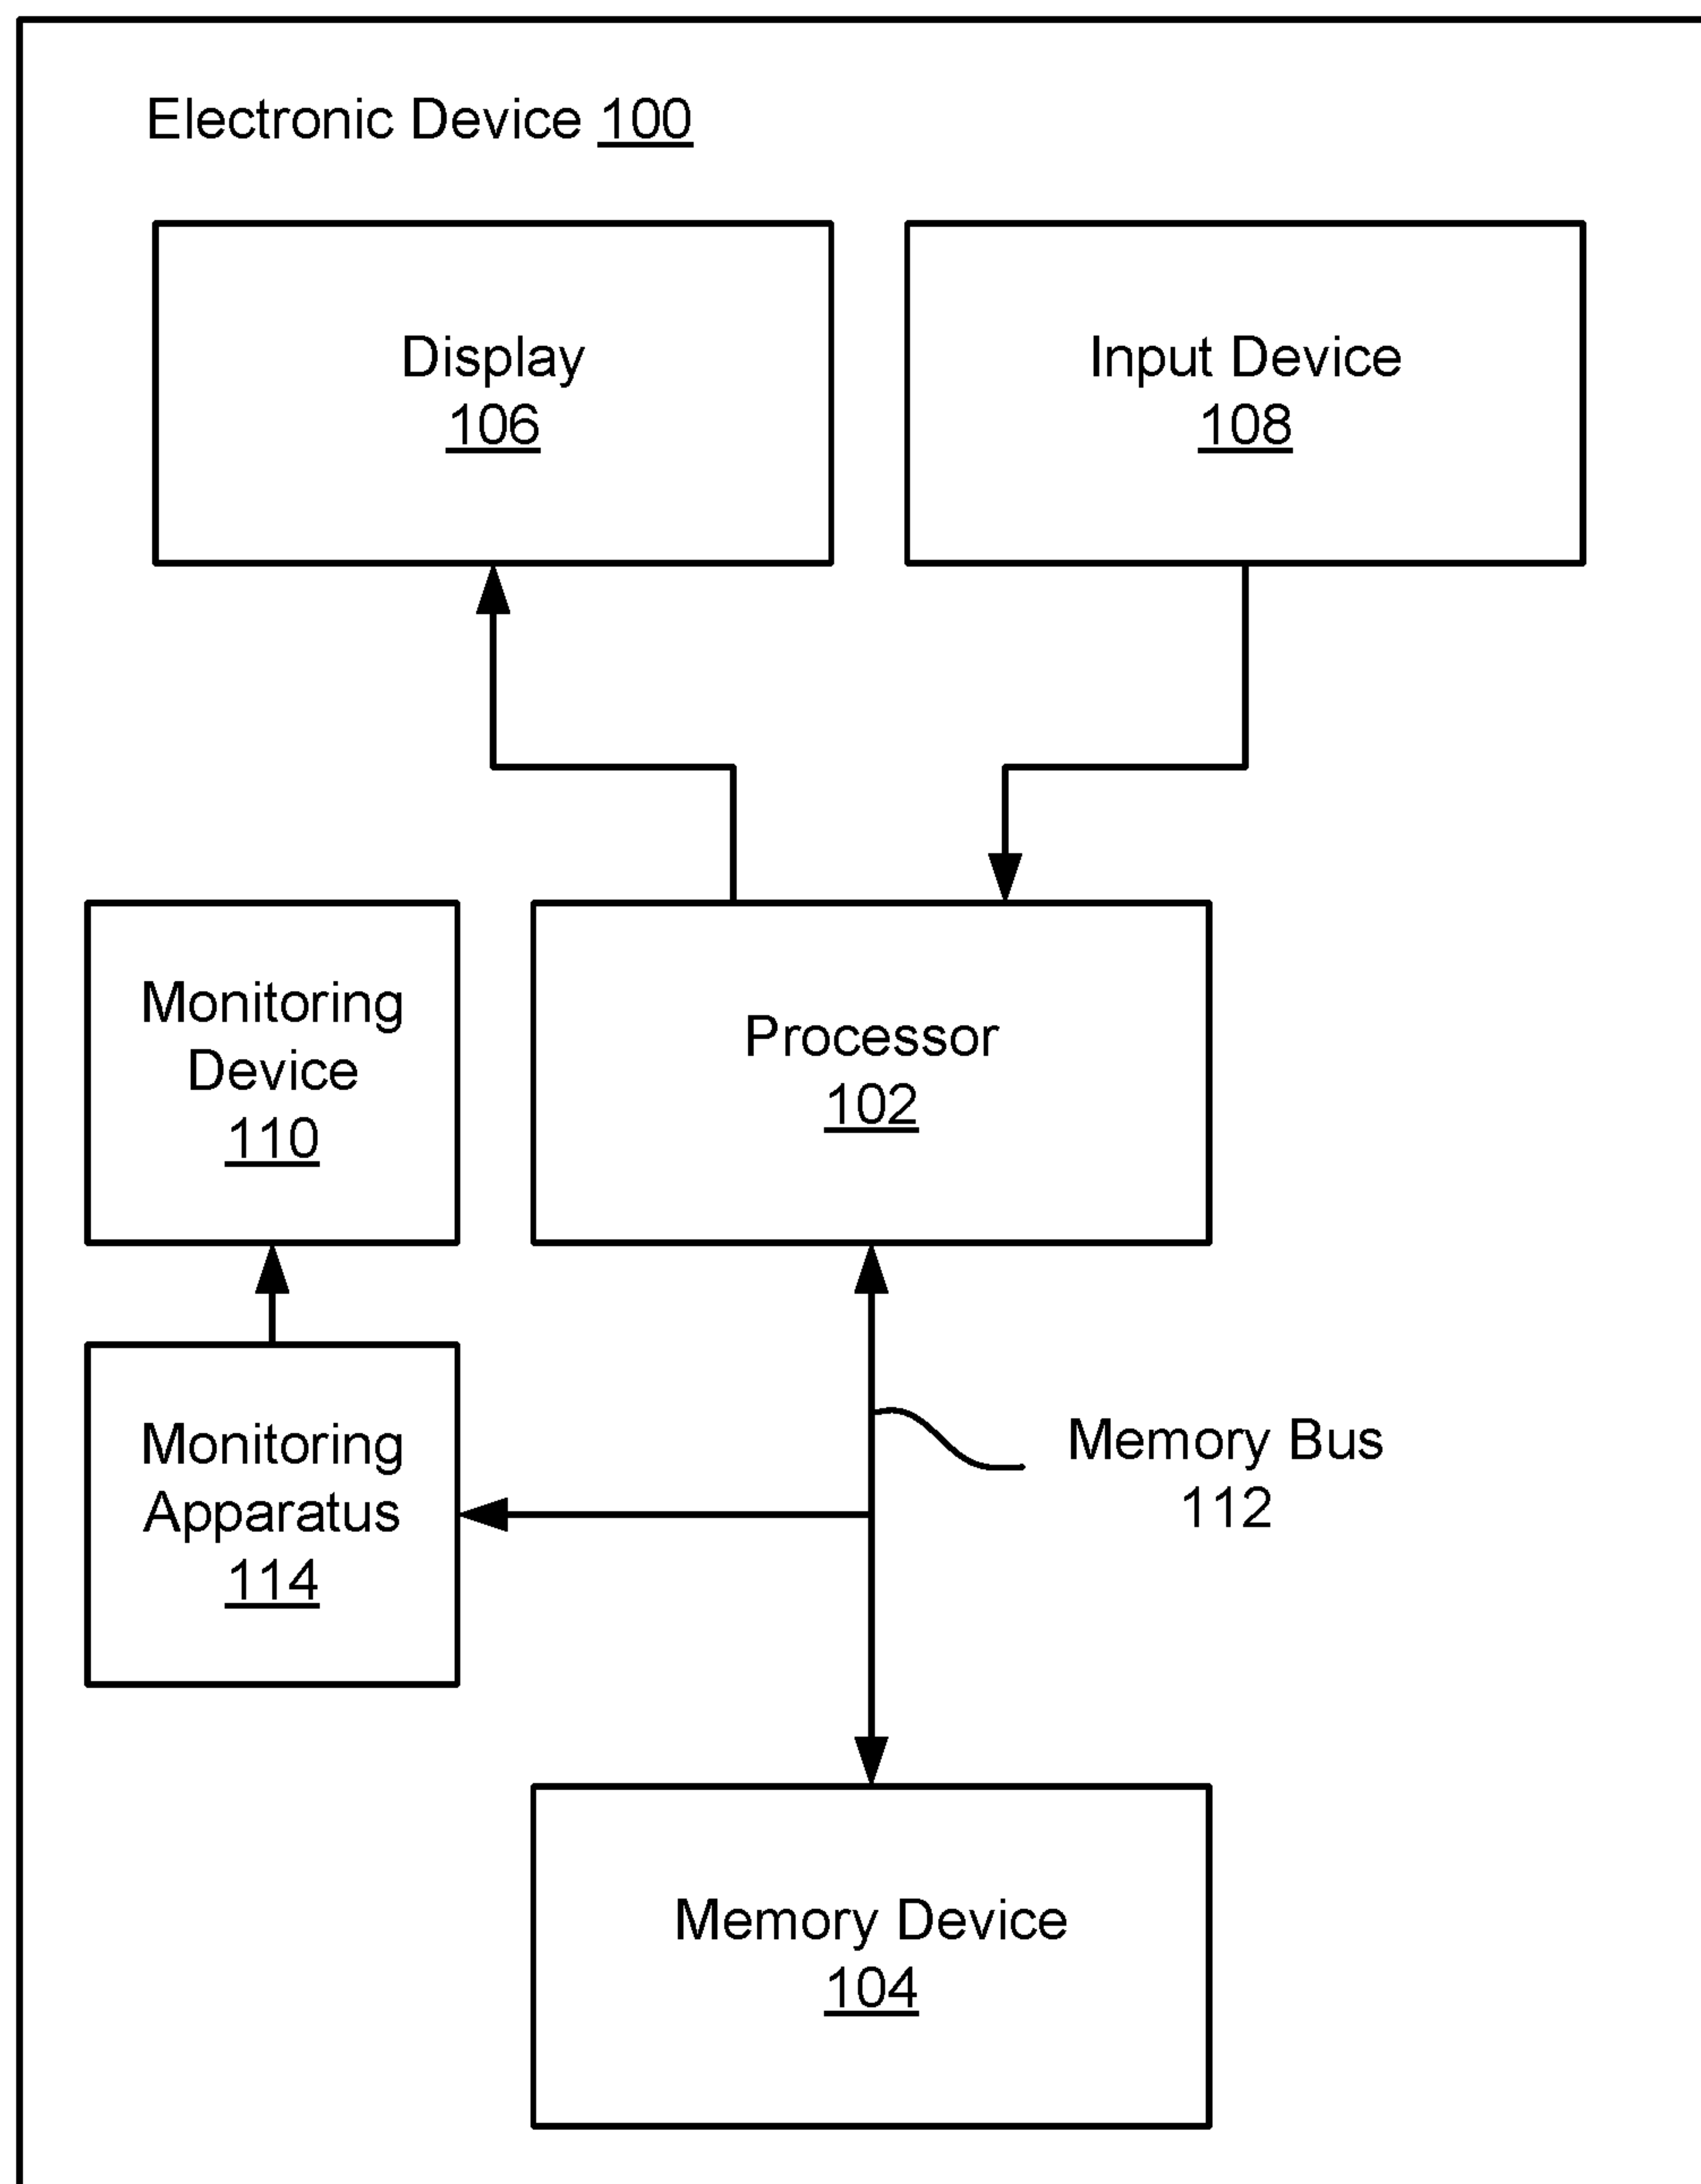 Electronic Device 100
Display
106
Input Device
108
Monitoring
Device
110
Processor
102
Monitoring
Apparatus
114
Memory Bus
112
Memory Device
104